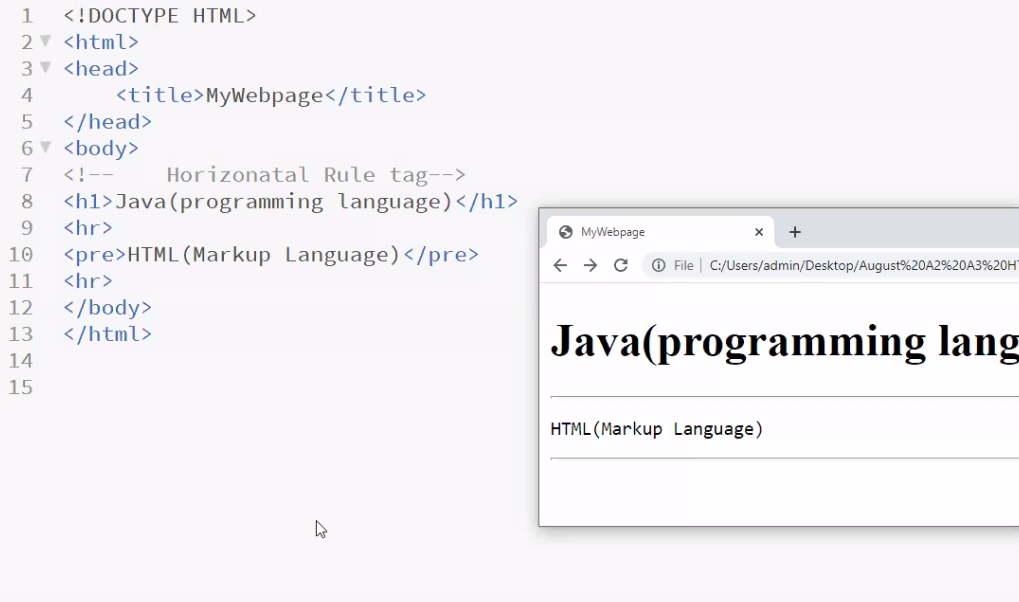 1 <!DOCTYPE HTML>
2 <html>
3 <head>
4     <title>MyWebpage</title>
5 </head>
6 <body>
7 <!--    Horizonatal Rule tag-->
8 <h1>Java(programming language)</h1>
9 <hr>
10 <pre>HTML(Markup Language)</pre>
11 <hr>
12 </body>
13 </html>
14
15
MyWebpage
File C:/Users/admin/Desktop/August%20A2%20A3%20H
Java(programming lang
HTML(Markup Language)